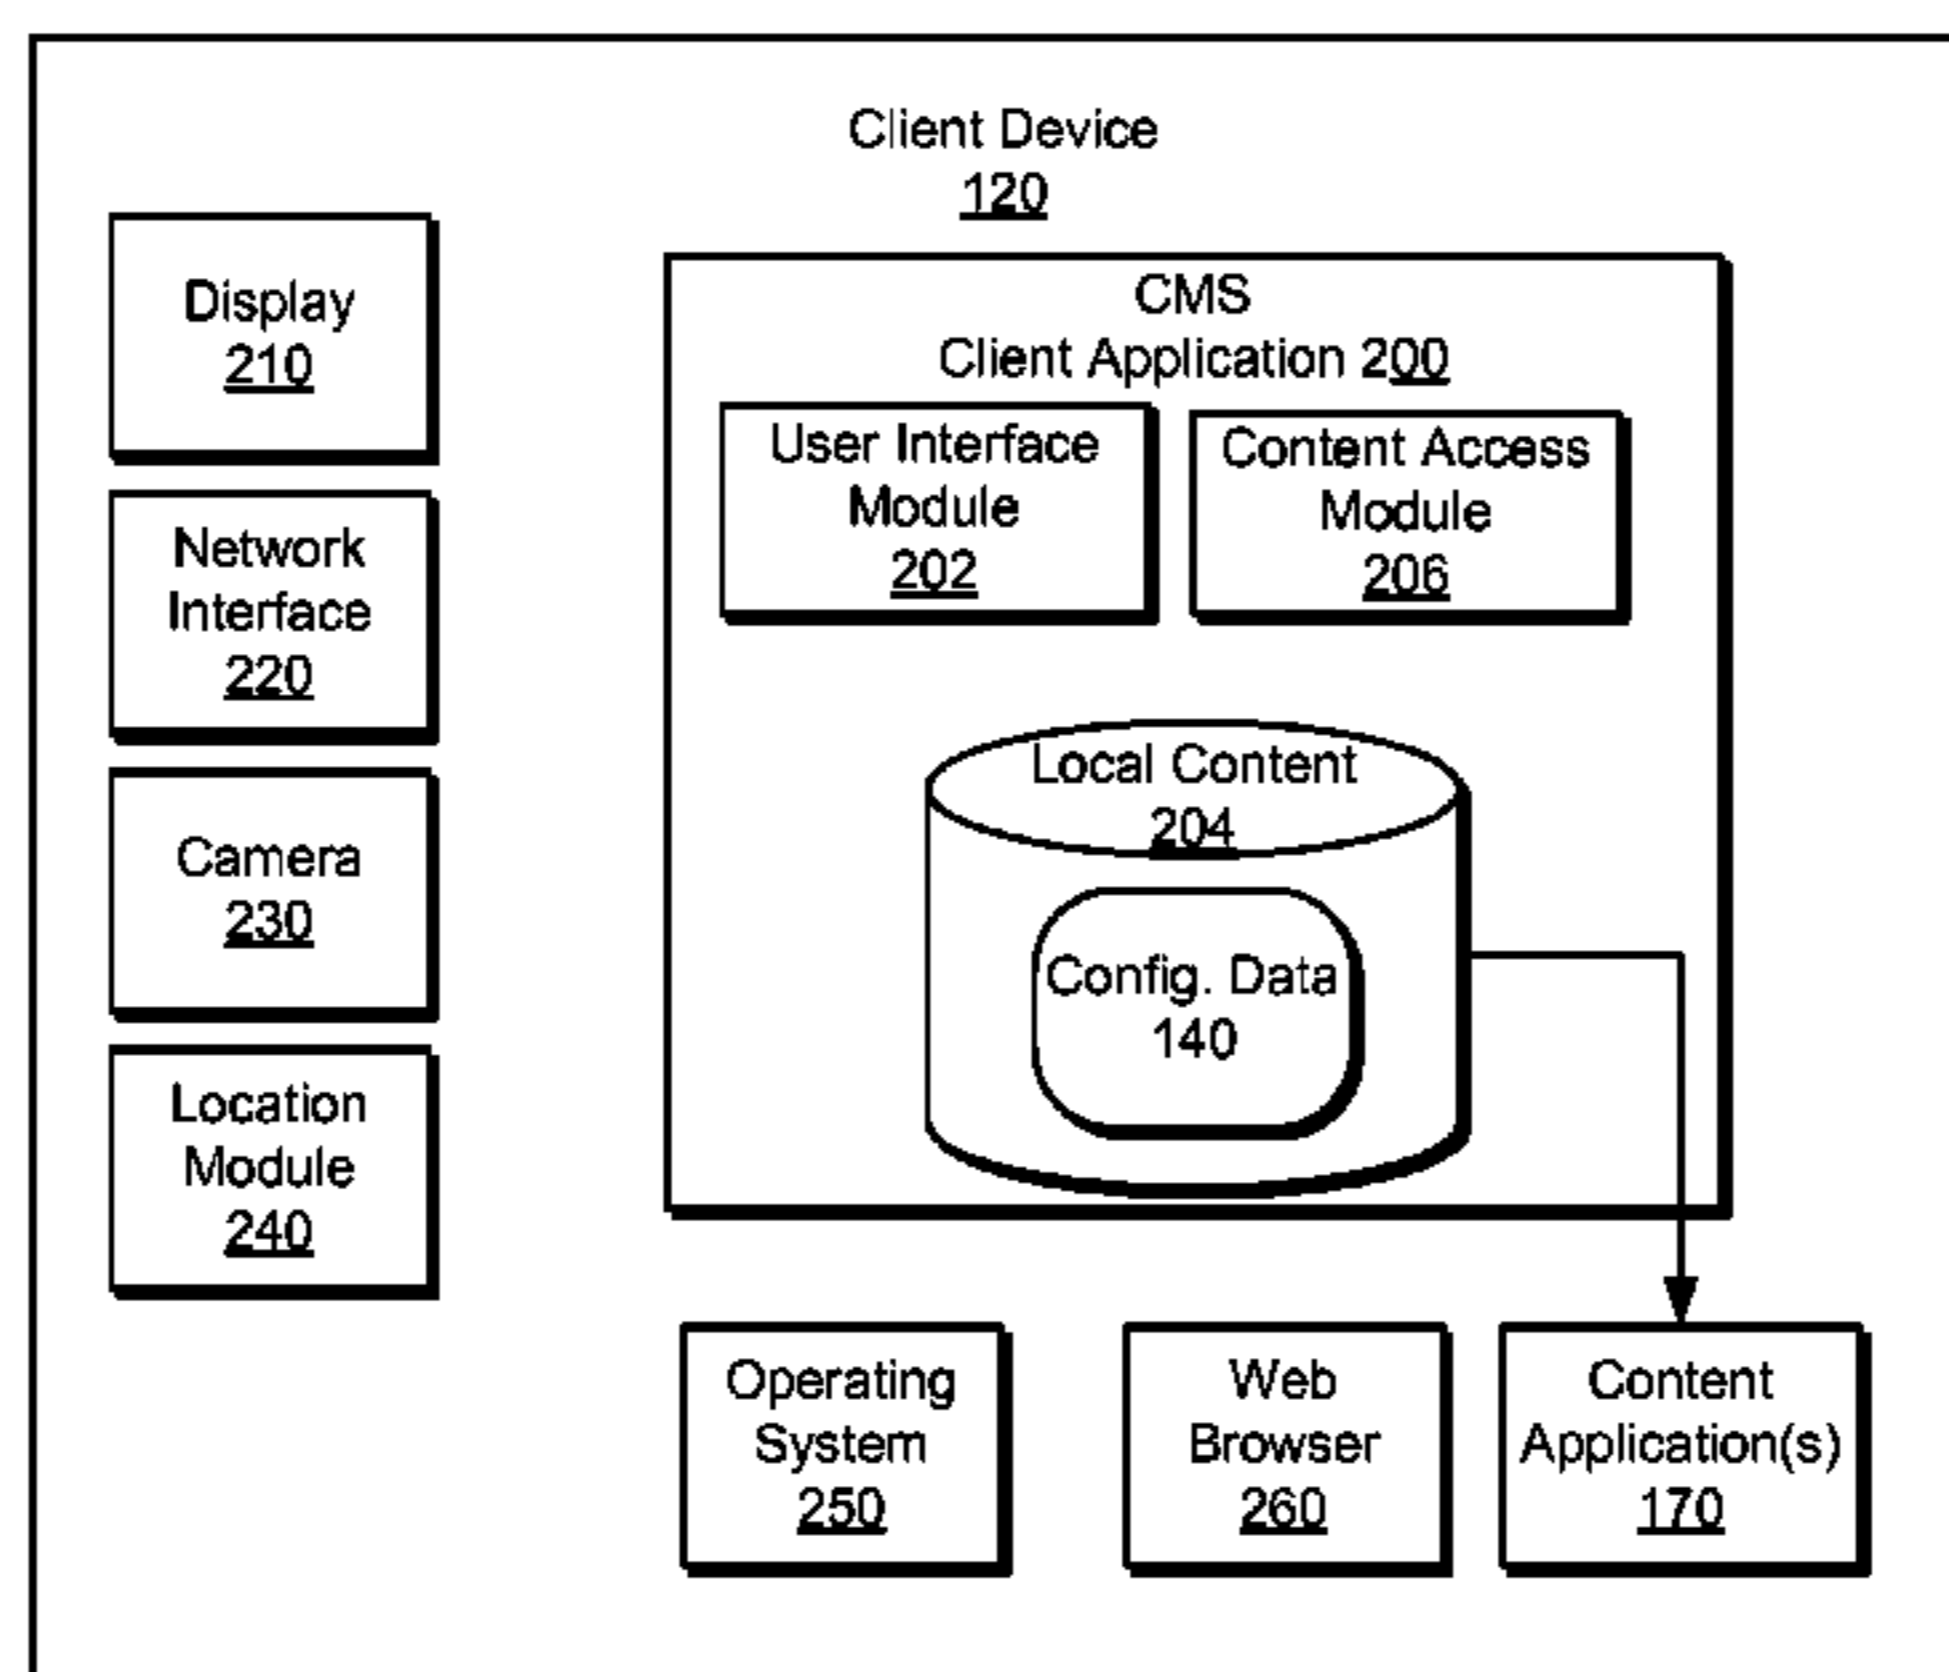 Client Device
120
Display
210
Network
Interface
220
Camera
230
Location
Module
240
CMS
Client Application 200
User Interface
Module
202
Content Access
Module
206
Local Content
204
Config. Data
140
Operating
System
250
Web
Browser
260
Content
Application(s)
170